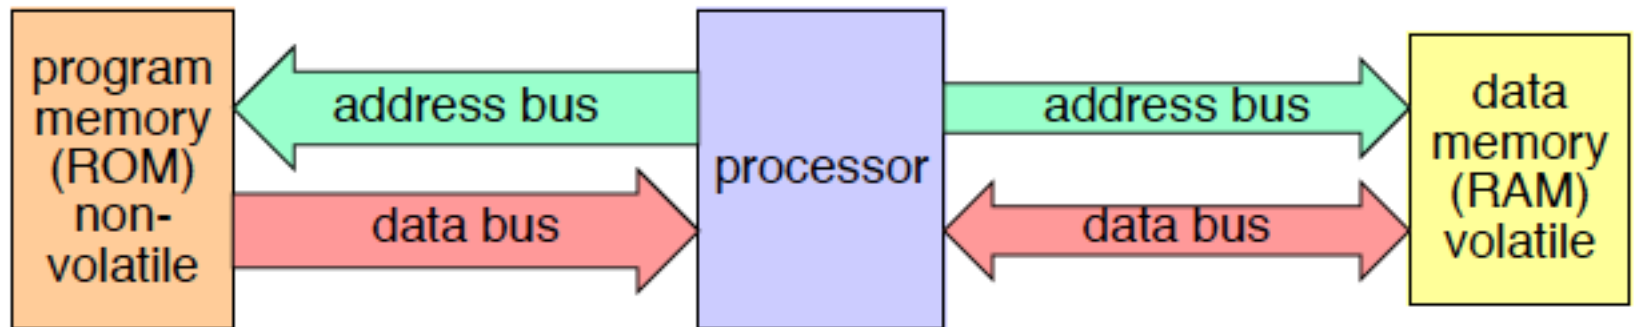 program
memory
(ROM)
non-
volatile
address bus
data bus
processor
address bus
data bus
data
memory
(RAM)
volatile